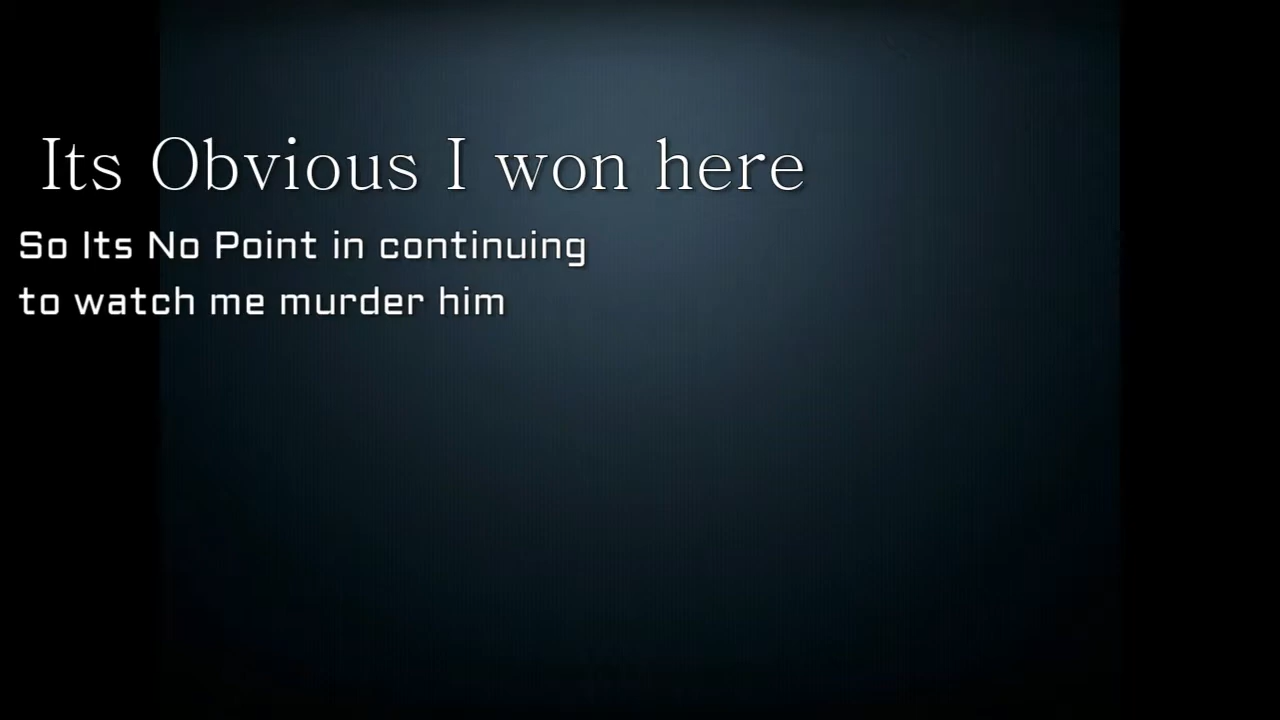 Its Obvious I won here
So Its No Point in continuing
to watch me murder him